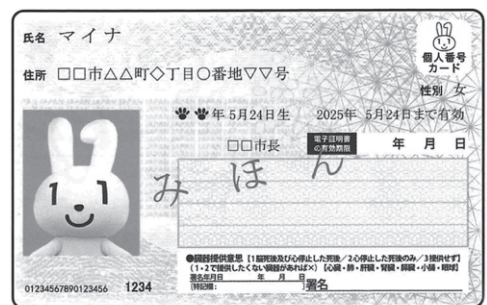 氏名 マイナ
個人番号
カード
住所 □□市△△町◇丁目○番地▽▽号
性別 女
年 5月24日生 2025年 5月24日まで有効
□□市長 電子証明書の有効期限 年 月 日
みほん
1 1
●臓器提供意思【1脳死後及び心停止した死後/2心停止した死後のみ/3提供せず】
(1・2で提供したくない臓器があれば×)【心臓・肺・肝臓・腎臓・膵臓・小腸・眼球】
署名年月日 年 月 日
[特記欄: ] 署名
01234567890123456 1234